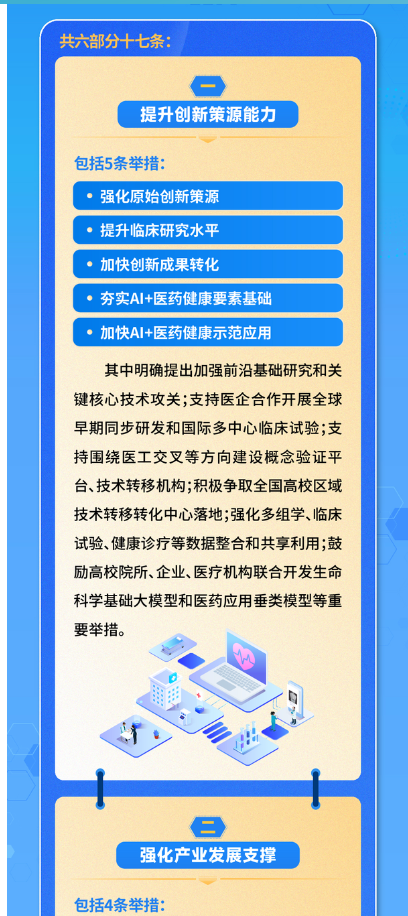 共六部分十七条：
一
提升创新策源能力
包括5条举措：
• 强化原始创新策源
• 提升临床研究水平
• 加快创新成果转化
• 夯实AI+医药健康要素基础
• 加快AI+医药健康示范应用
其中明确提出加强前沿基础研究和关
键核心技术攻关；支持医企合作开展全球
早期同步研发和国际多中心临床试验；支
持围绕医工交叉等方向建设概念验证平
台、技术转移机构；积极争取全国高校区域
技术转移转化中心落地；强化多组学、临床
试验、健康诊疗等数据整合和共享利用；鼓
励高校院所、企业、医疗机构联合开发生命
科学基础大模型和医药应用垂类模型等重
要举措。
二
强化产业发展支撑
包括4条举措：